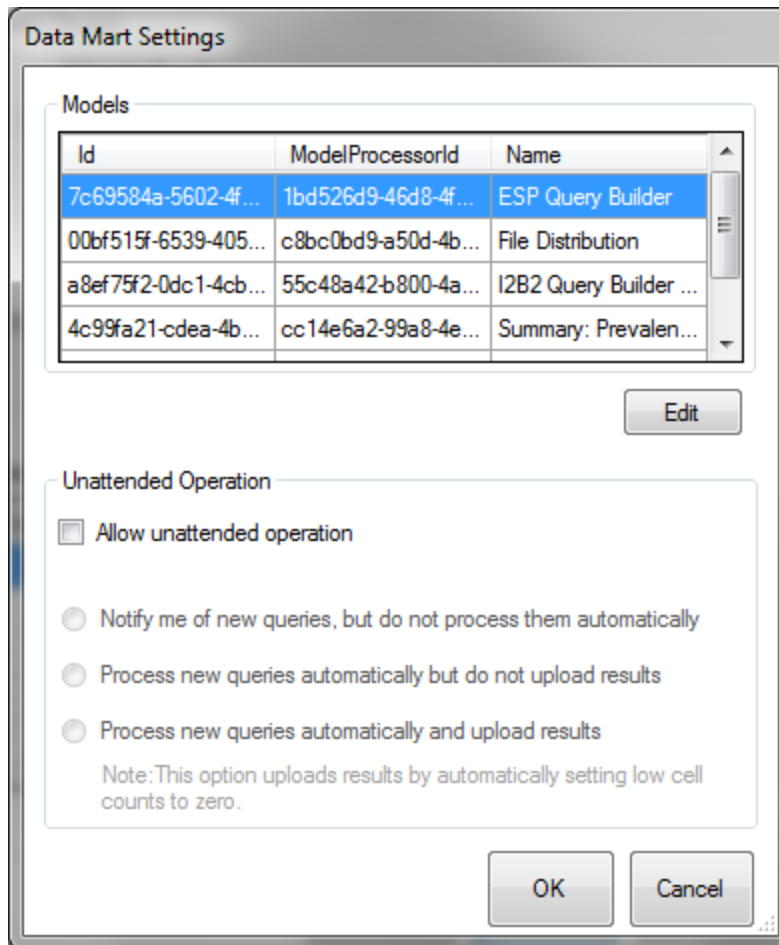 Data Mart Settings
Models
Id ModelProcessorId Name
7c69584a-5602-4f... 1bd526d9-46d8-4f... ESP Query Builder
00bf515f-6539-405... c8bc0bd9-a50d-4b... File Distribution
a8ef75f2-0dc1-4cb... 55c48a42-b800-4a... I2B2 Query Builder ...
4c99fa21-cdea-4b... cc14e6a2-99a8-4e... Summary: Prevalen...
Edit
Unattended Operation
Allow unattended operation
Notify me of new queries, but do not process them automatically
Process new queries automatically but do not upload results
Process new queries automatically and upload results
Note:This option uploads results by automatically setting low cell
counts to zero.
OK Cancel